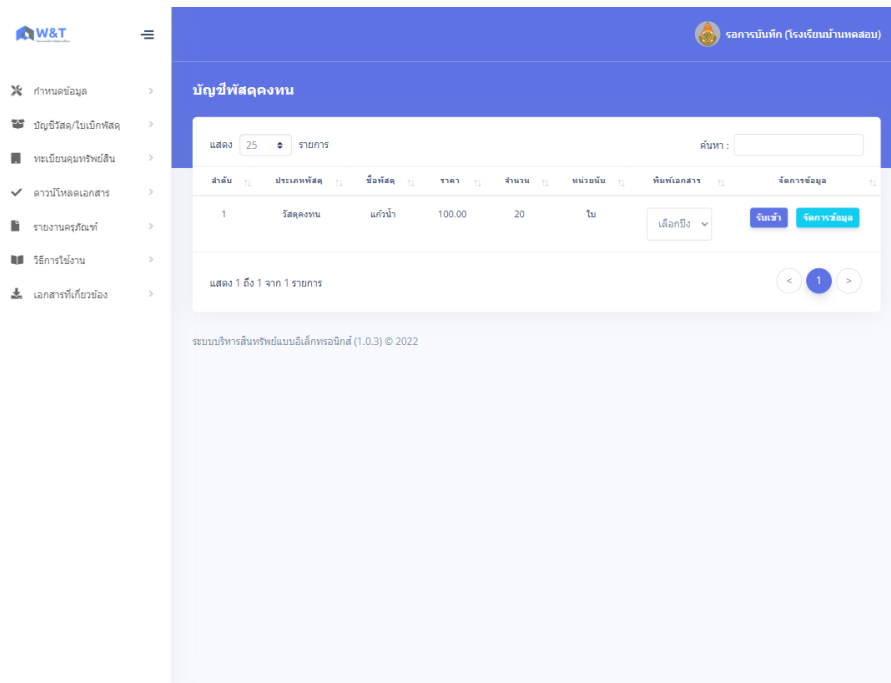 W&T
รอการบันทึก (โรงเรียนบ้านทดสอบ)
กำหนดข้อมูล
บัญชีวัสดุ/ใบเบิกพัสดุ
ทะเบียนคุมทรัพย์สิน
ดาวน์โหลดเอกสาร
รายงานครุภัณฑ์
วิธีการใช้งาน
เอกสารที่เกี่ยวข้อง
บัญชีพัสดุคงทน
แสดง 25 รายการ
ค้นหา :
ลำดับ ประเภทพัสดุ ชื่อพัสดุ ราคา จำนวน หน่วยนับ พิมพ์เอกสาร จัดการข้อมูล
1 วัสดุคงทน แก้วน้ำ 100.00 20 ใบ เลือกปีง รับเข้า จัดการข้อมูล
แสดง 1 ถึง 1 จาก 1 รายการ
< 1 >
ระบบบริหารสินทรัพย์แบบอิเล็กทรอนิกส์ (1.0.3) © 2022